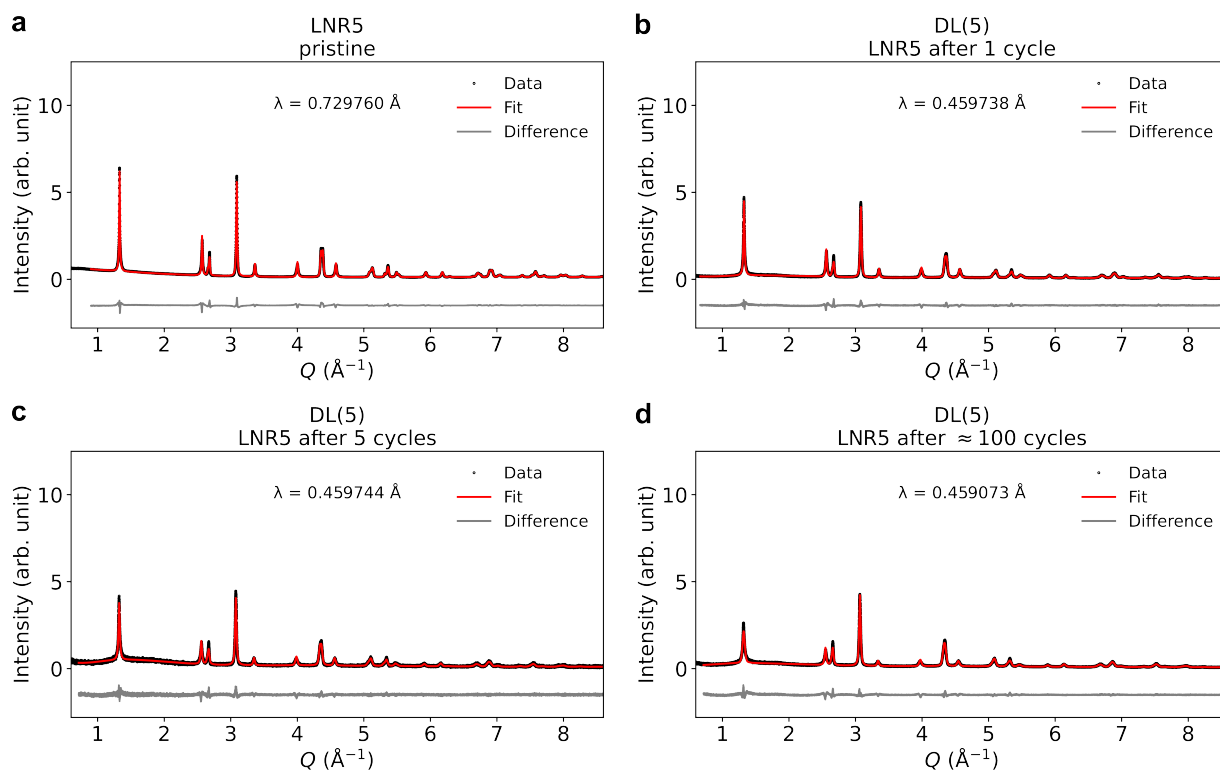 a
LNR5
pristine
λ = 0.729760 Å
Data
Fit
Difference
10
5
0
Intensity (arb. unit)
1 2 3 4 5 6 7 8
Q (Å⁻¹)
b
DL(5)
LNR5 after 1 cycle
λ = 0.459738 Å
Data
Fit
Difference
10
5
0
Intensity (arb. unit)
1 2 3 4 5 6 7 8
Q (Å⁻¹)
c
DL(5)
LNR5 after 5 cycles
λ = 0.459744 Å
Data
Fit
Difference
10
5
0
Intensity (arb. unit)
1 2 3 4 5 6 7 8
Q (Å⁻¹)
d
DL(5)
LNR5 after ≈ 100 cycles
λ = 0.459073 Å
Data
Fit
Difference
10
5
0
Intensity (arb. unit)
1 2 3 4 5 6 7 8
Q (Å⁻¹)